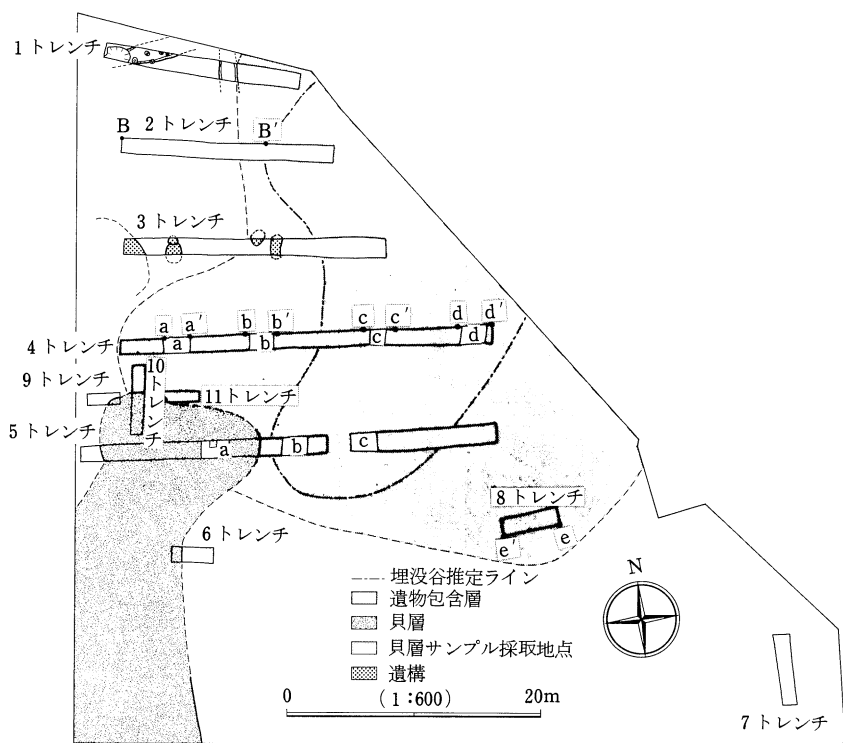 1トレンチ
B 2トレンチ B′
3トレンチ
a a′ b b′ c c′ d d′
4トレンチ a b c d
9トレンチ
10トレンチ
11トレンチ
5トレンチ a b c
8トレンチ
e′ e
6トレンチ
N
埋没谷推定ライン
遺物包含層
貝層
貝層サンプル採取地点
遺構
0 (1:600) 20m
7トレンチ